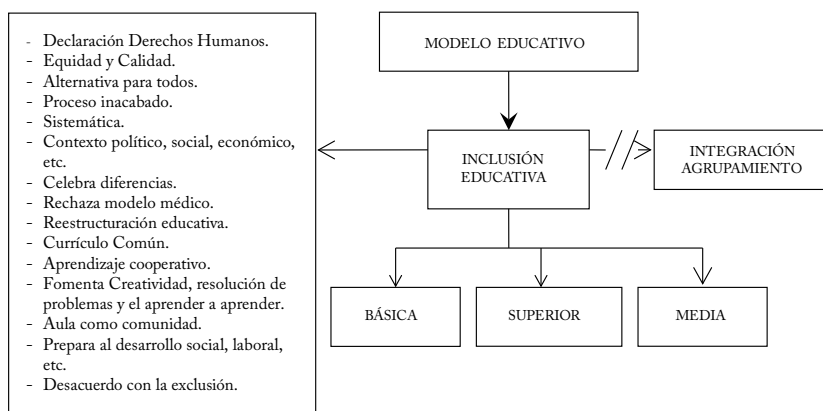 - Declaración Derechos Humanos.
- Equidad y Calidad.
- Alternativa para todos.
- Proceso inacabado.
- Sistemática.
- Contexto político, social, económico,
etc.
- Celebra diferencias.
- Rechaza modelo médico.
- Reestructuración educativa.
- Currículo Común.
- Aprendizaje cooperativo.
- Fomenta Creatividad, resolución de
problemas y el aprender a aprender.
- Aula como comunidad.
- Prepara al desarrollo social, laboral,
etc.
- Desacuerdo con la exclusión.
MODELO EDUCATIVO
INCLUSIÓN
EDUCATIVA
INTEGRACIÓN
AGRUPAMIENTO
BÁSICA
SUPERIOR
MEDIA